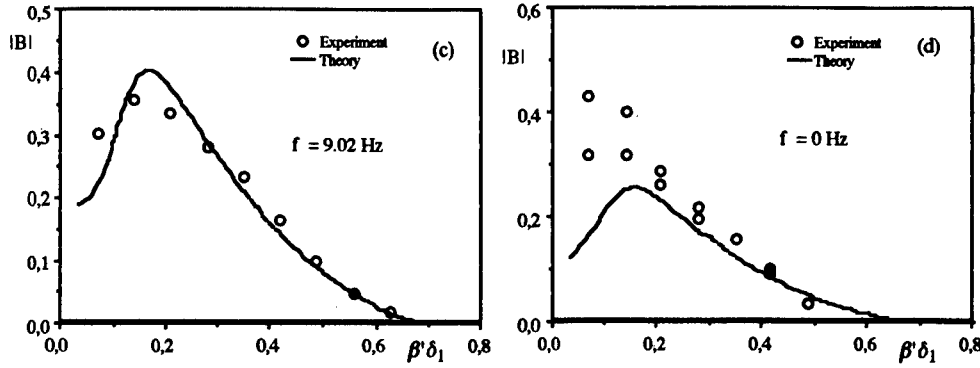 0,5
|B|
0,4
0,3
0,2
0,1
0,0
0,0
0,2
0,4
0,6
β'δ₁
0,8
○ Experiment
— Theory
(c)
f = 9.02 Hz
0,6
|B|
0,4
0,2
0,0
0,0
0,2
0,4
0,6
β'δ₁
0,8
○ Experiment
— Theory
(d)
f = 0 Hz